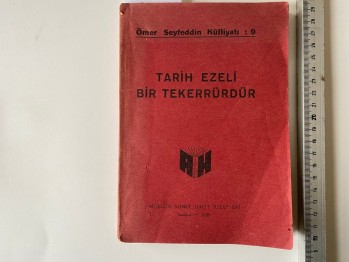 Ömer Seyfeddin Külliyatı : 9
TARİH EZELİ
BİR TEKERRÜRDÜR